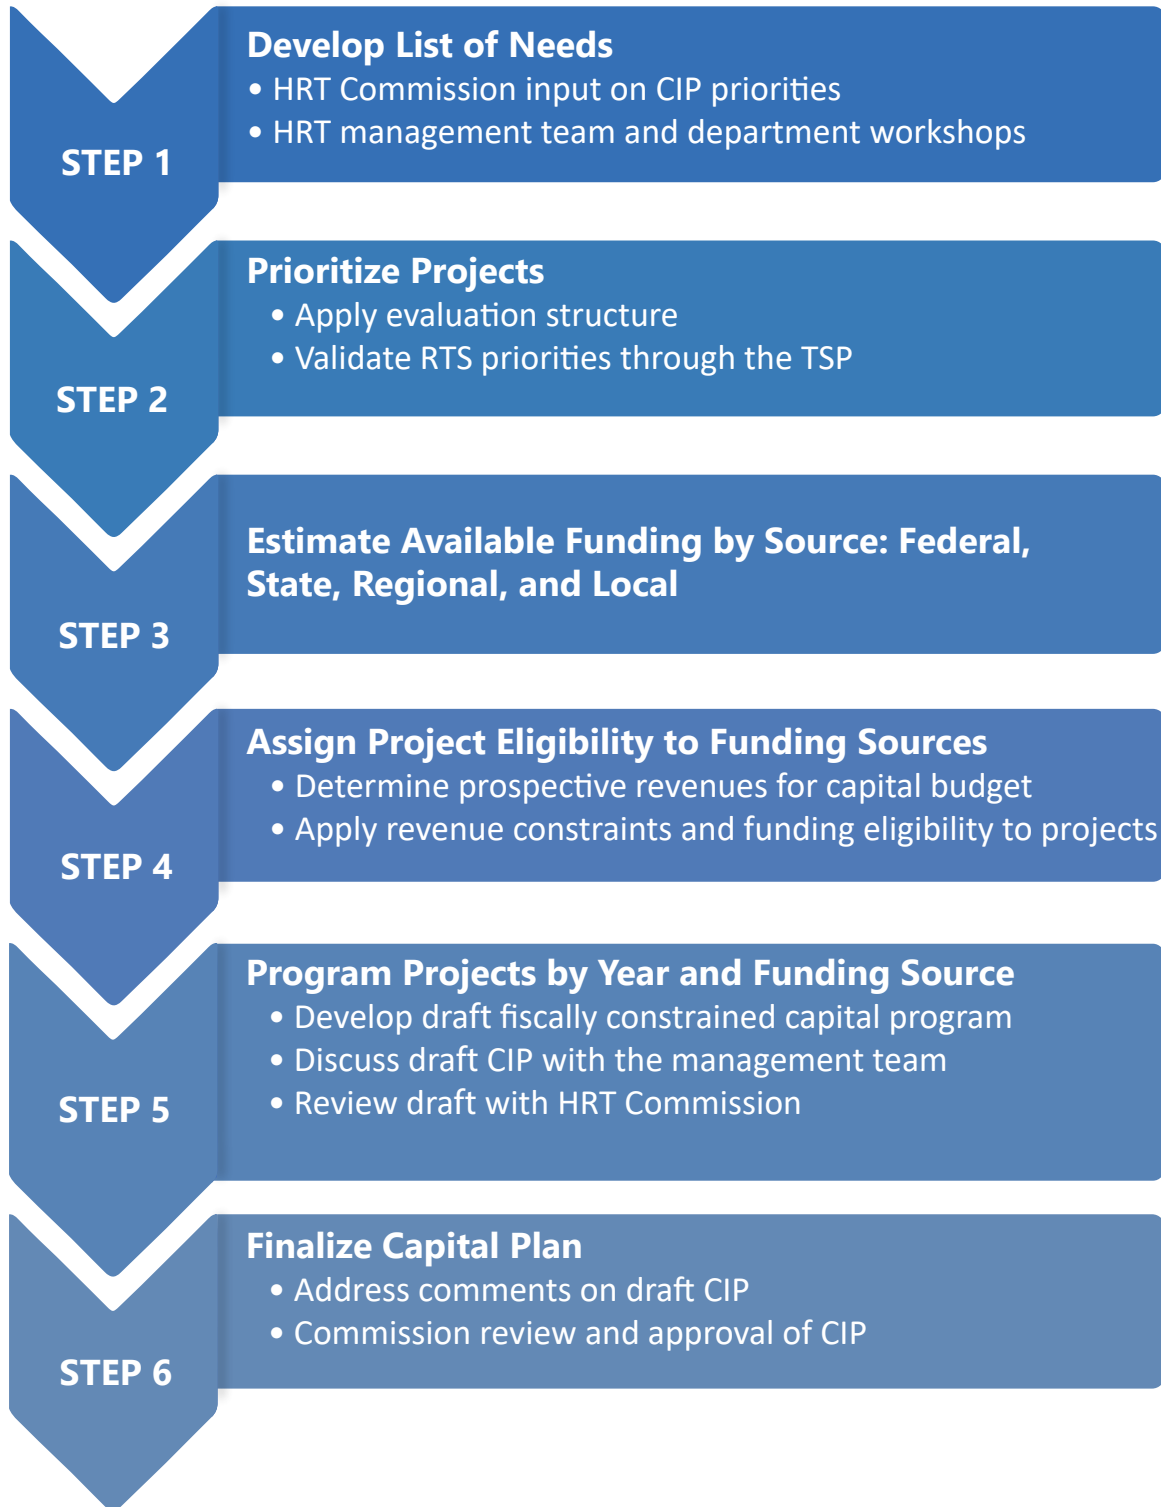 STEP 1
Develop List of Needs
• HRT Commission input on CIP priorities
• HRT management team and department workshops
STEP 2
Prioritize Projects
• Apply evaluation structure
• Validate RTS priorities through the TSP
STEP 3
Estimate Available Funding by Source: Federal,
State, Regional, and Local
STEP 4
Assign Project Eligibility to Funding Sources
• Determine prospective revenues for capital budget
• Apply revenue constraints and funding eligibility to projects
STEP 5
Program Projects by Year and Funding Source
• Develop draft fiscally constrained capital program
• Discuss draft CIP with the management team
• Review draft with HRT Commission
STEP 6
Finalize Capital Plan
• Address comments on draft CIP
• Commission review and approval of CIP